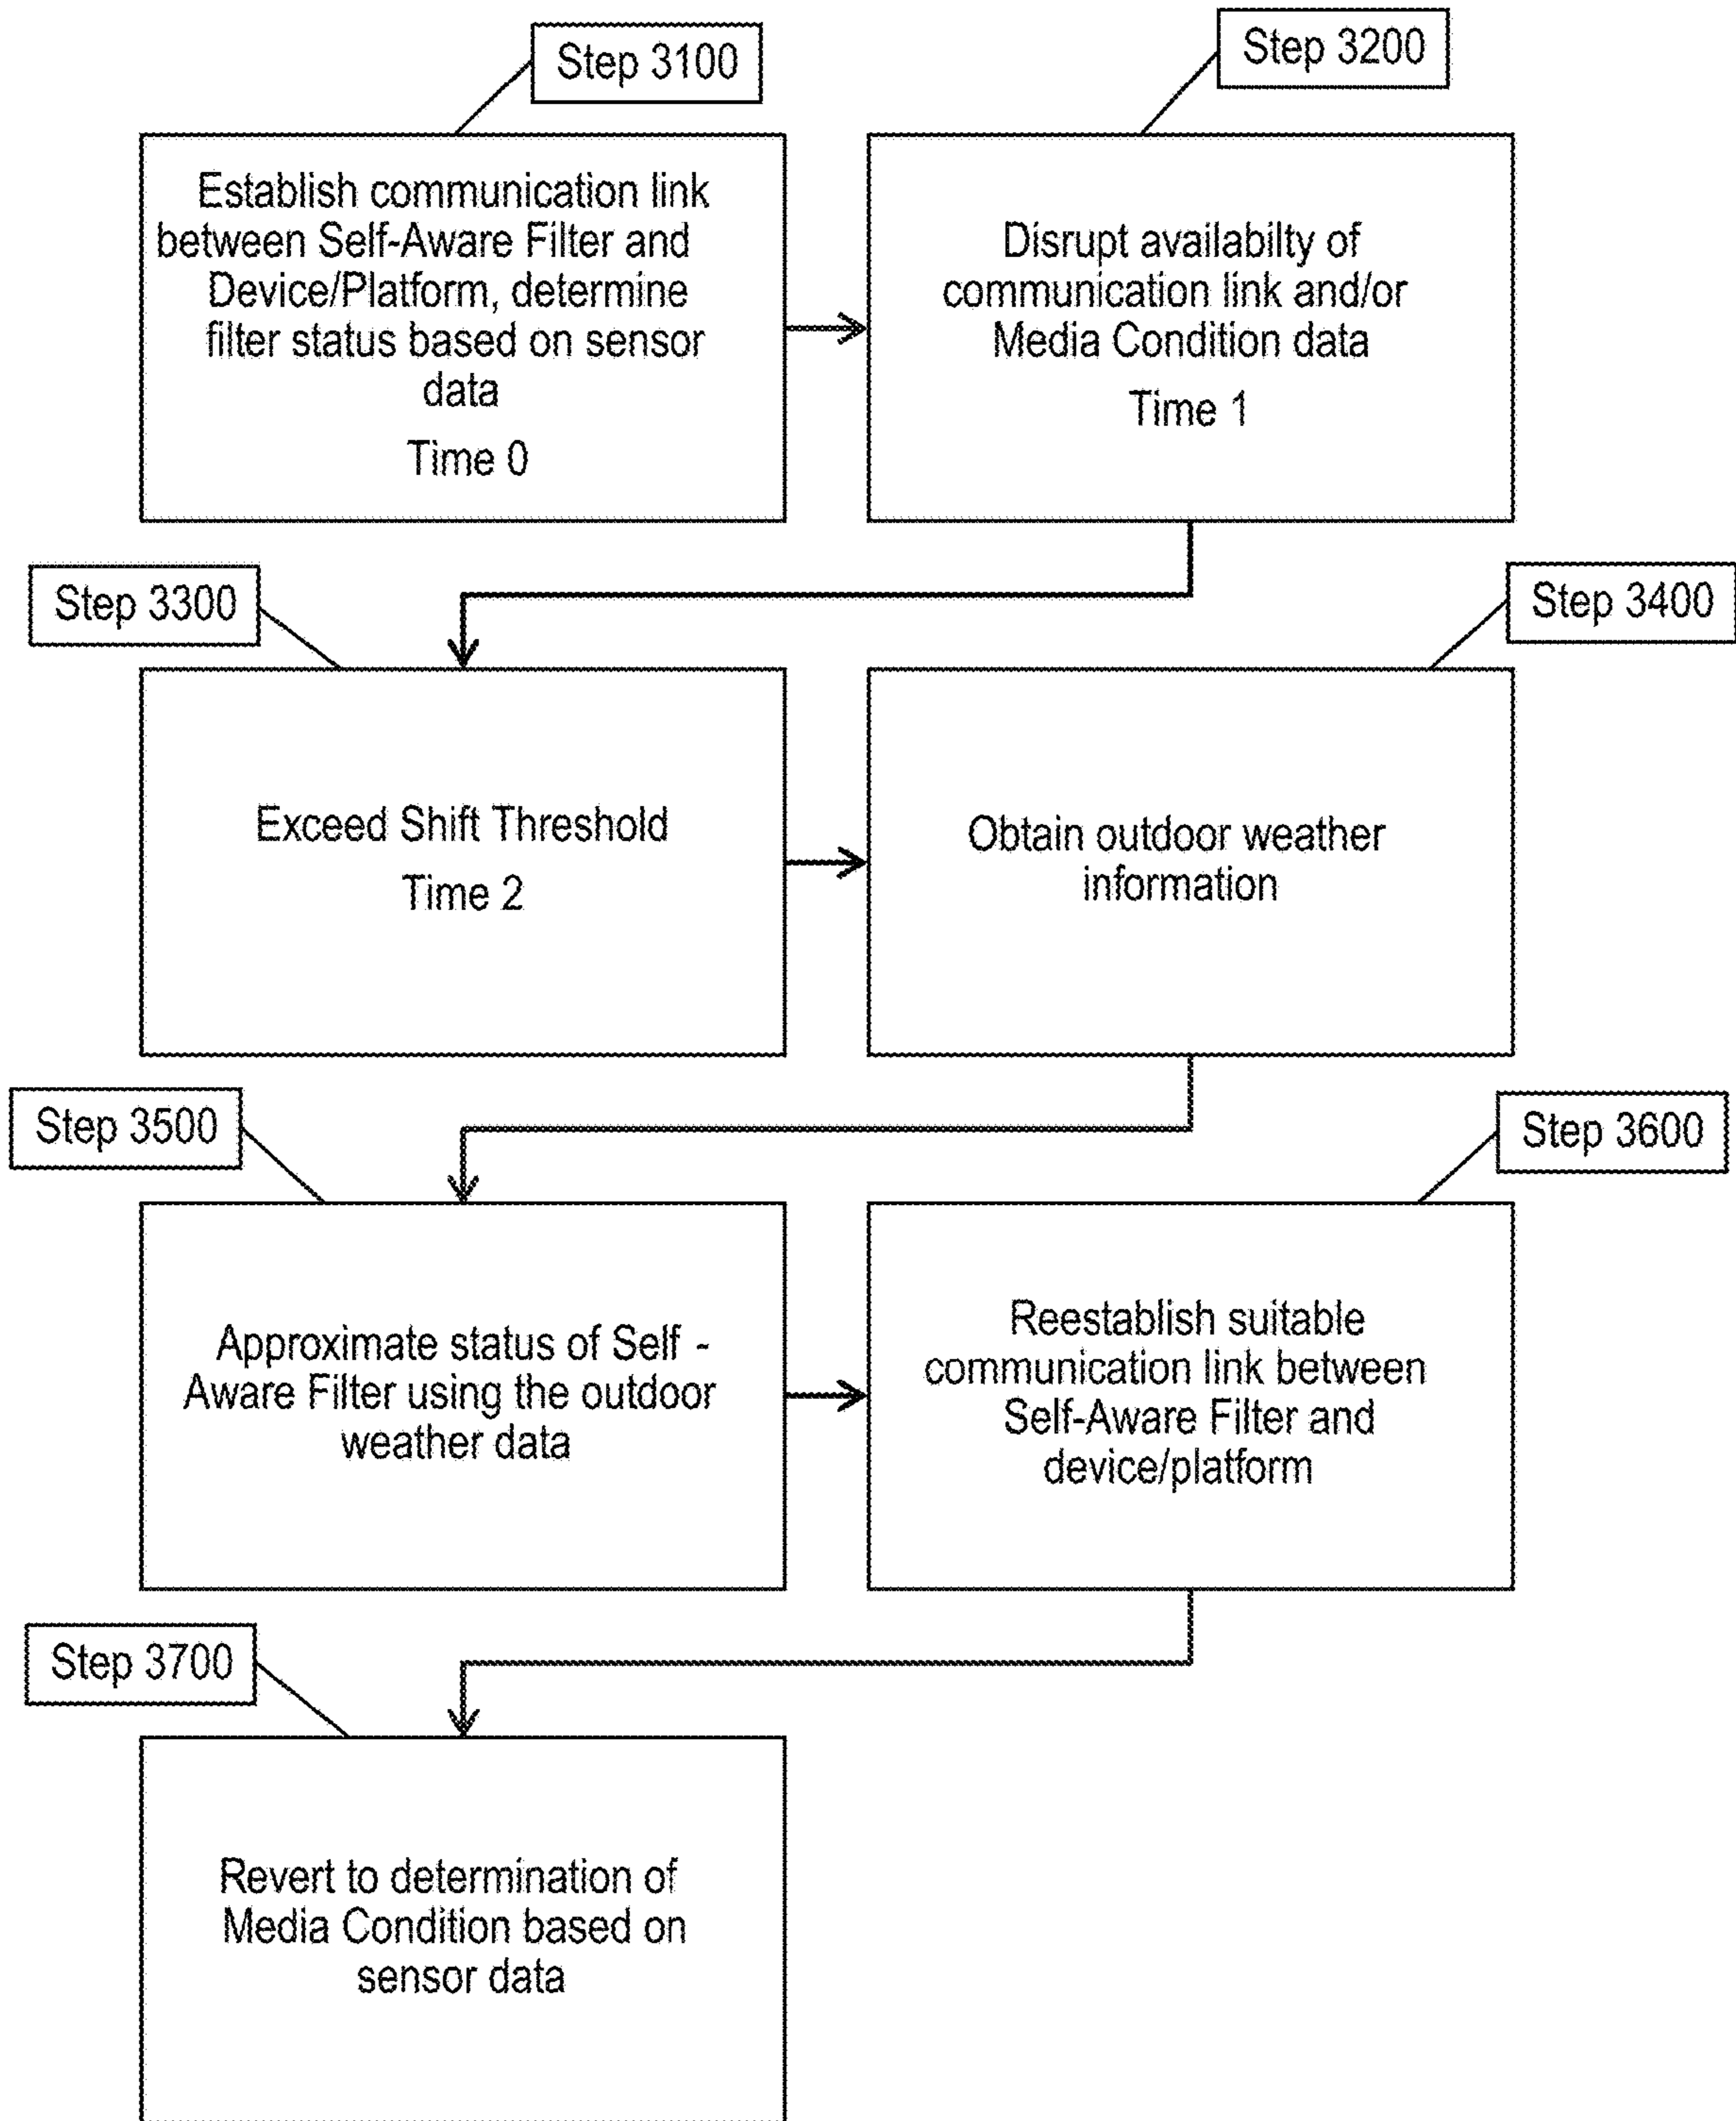 Step 3100
Establish communication link
between Self-Aware Filter and
Device/Platform, determine
filter status based on sensor
data
Time 0
Step 3200
Disrupt availabilty of
communication link and/or
Media Condition data
Time 1
Step 3300
Exceed Shift Threshold
Time 2
Step 3400
Obtain outdoor weather
information
Step 3500
Approximate status of Self -
Aware Filter using the outdoor
weather data
Step 3600
Reestablish suitable
communication link between
Self-Aware Filter and
device/platform
Step 3700
Revert to determination of
Media Condition based on
sensor data